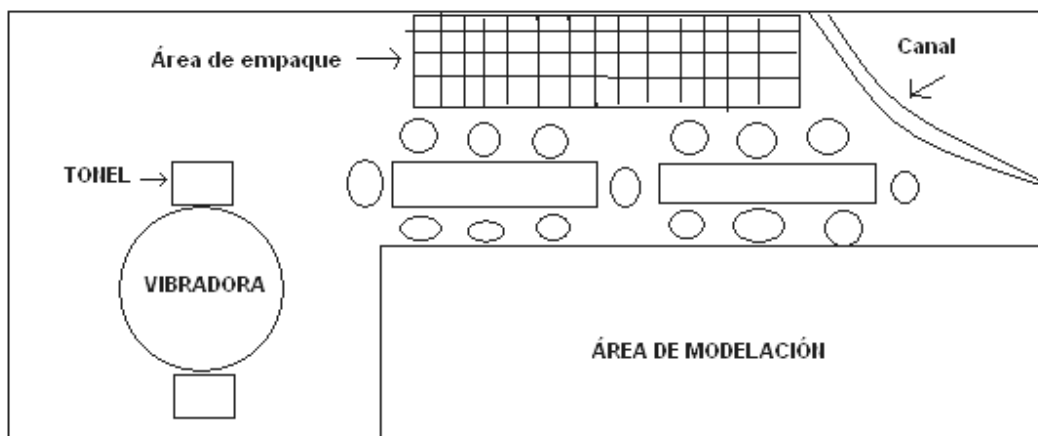 Canal
Área de empaque
TONEL
VIBRADORA
ÁREA DE MODELACIÓN